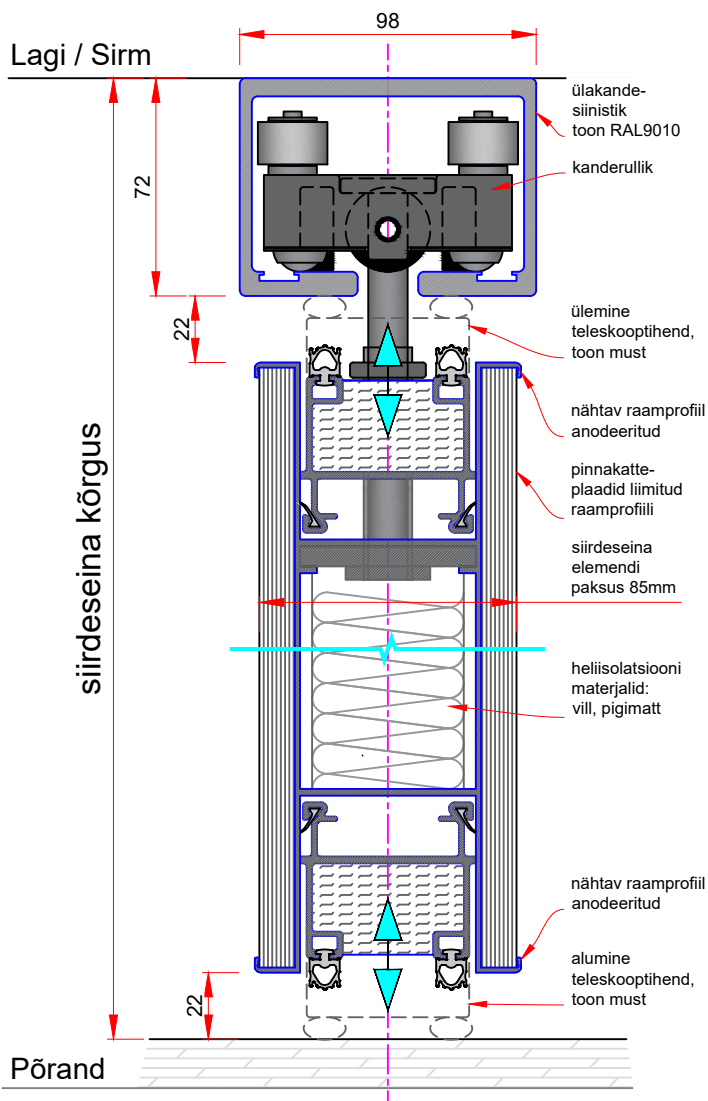 98
Lagi / Sirm
ülakande-
siinistik
toon RAL9010
kanderullik
72
22
ülemine
teleskooptihend,
toon must
nähtav raamprofiil
anodeeritud
pinnakatte-
plaadid liimitud
raamprofiili
siirdeseina
elemendi
paksus 85mm
siirdeseina kõrgus
heliisolatsiooni
materjalid:
vill, pigimatt
nähtav raamprofiil
anodeeritud
alumine
teleskooptihend,
toon must
22
Põrand